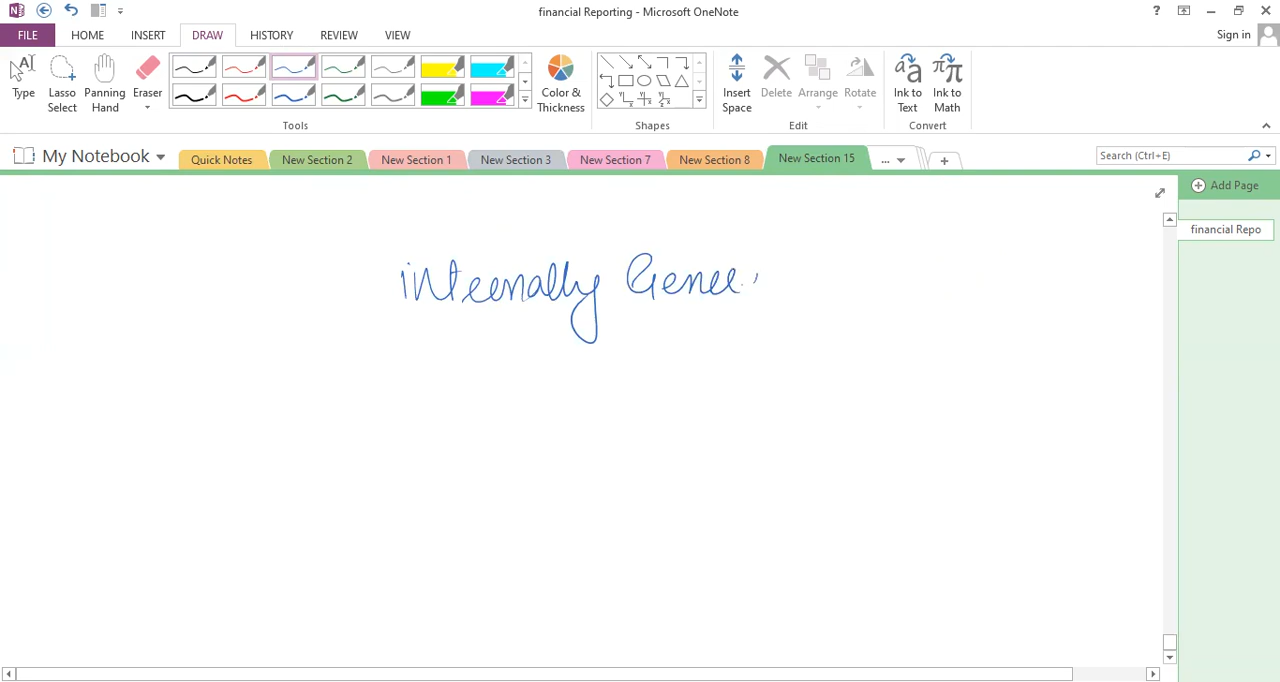 financial Reporting - Microsoft OneNote
?
FILE HOME INSERT DRAW HISTORY REVIEW VIEW
Sign in
Type
Lasso Select
Panning Hand
Eraser
Color & Thickness
Insert Space
Delete
Arrange
Rotate
Ink to Text
Ink to Math
Tools
Shapes
Edit
Convert
My Notebook
Quick Notes New Section 2 New Section 1 New Section 3 New Section 7 New Section 8 New Section 15 ...
Search (Ctrl+E)
Add Page
financial Repo
internally Gener